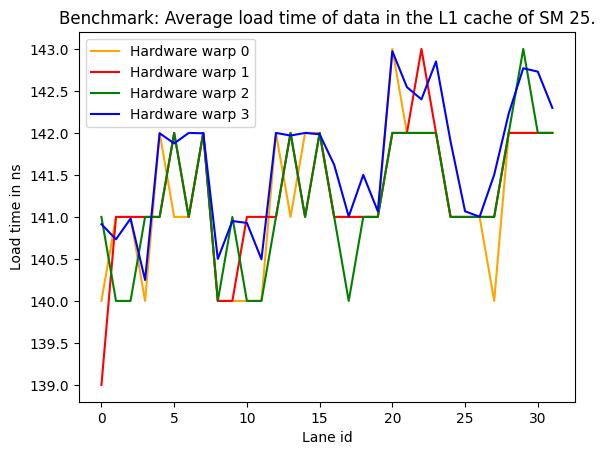 Benchmark: Average load time of data in the L1 cache of SM 25.
Hardware warp 0
Hardware warp 1
Hardware warp 2
Hardware warp 3
Load time in ns
143.0
142.5
142.0
141.5
141.0
140.5
140.0
139.5
139.0
0 5 10 15 20 25 30
Lane id